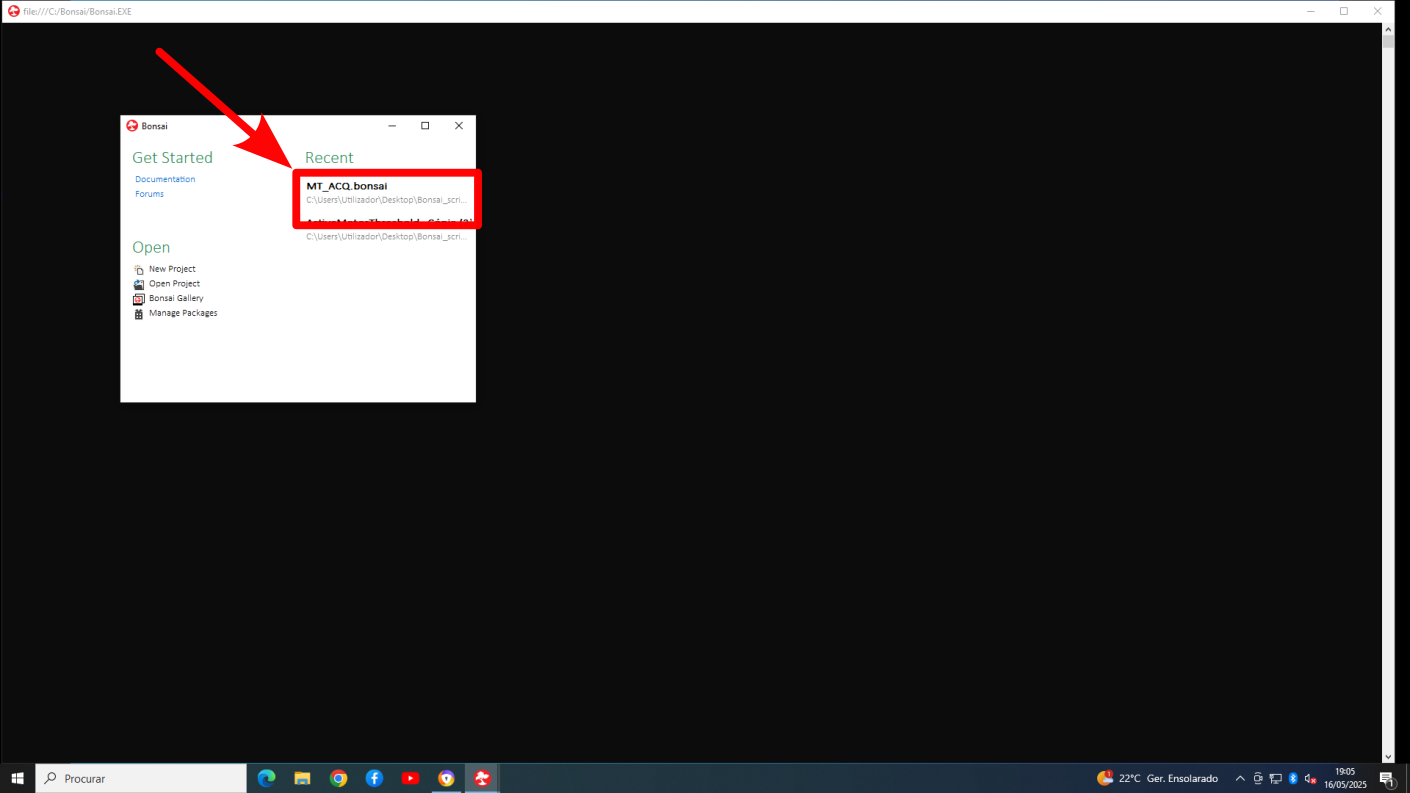 file:///C:/Bonsai/Bonsai.EXE
Bonsai
Get Started
Documentation
Forums
Recent
MT_ACQ.bonsai
C:\Users\Utilizador\Desktop\Bonsai_scri...
C:\Users\Utilizador\Desktop\Bonsai_scri...
Open
New Project
Open Project
Bonsai Gallery
Manage Packages
Procurar
22°C Ger. Ensolarado
19:05
16/05/2025